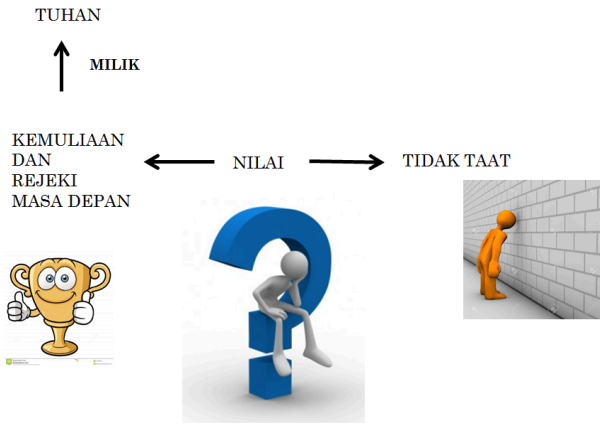 TUHAN
MILIK
KEMULIAAN
DAN
REJEKI
MASA DEPAN
NILAI
TIDAK TAAT